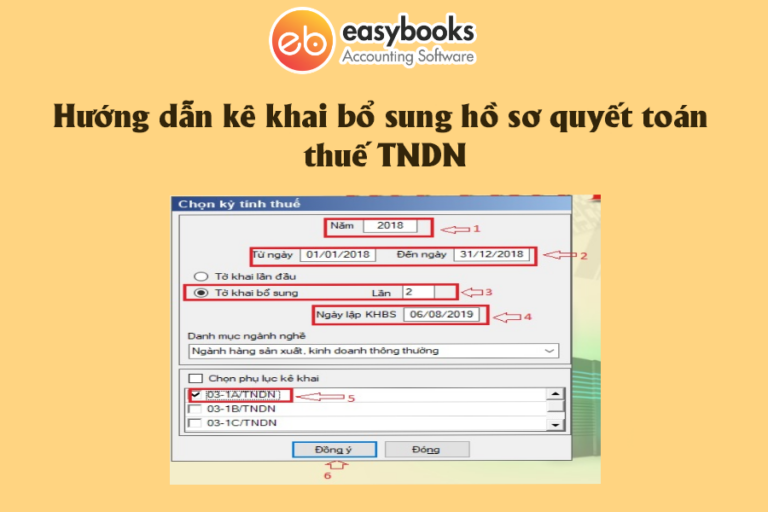 eb easybooks
Accounting Software
Hướng dẫn kê khai bổ sung hồ sơ quyết toán
thuế TNDN
Chọn kỳ tính thuế
Năm 2018 1
Từ ngày 01/01/2018 Đến ngày 31/12/2018 2
Tờ khai lần đầu
Tờ khai bổ sung Lần 2 3
Ngày lập KHBS 06/08/2019 4
Danh mục ngành nghề
Ngành hàng sản xuất, kinh doanh thông thường
Chọn phụ lục kê khai
03-1A/TNDN 5
03-1B/TNDN
03-1C/TNDN
Đồng ý Đóng
6